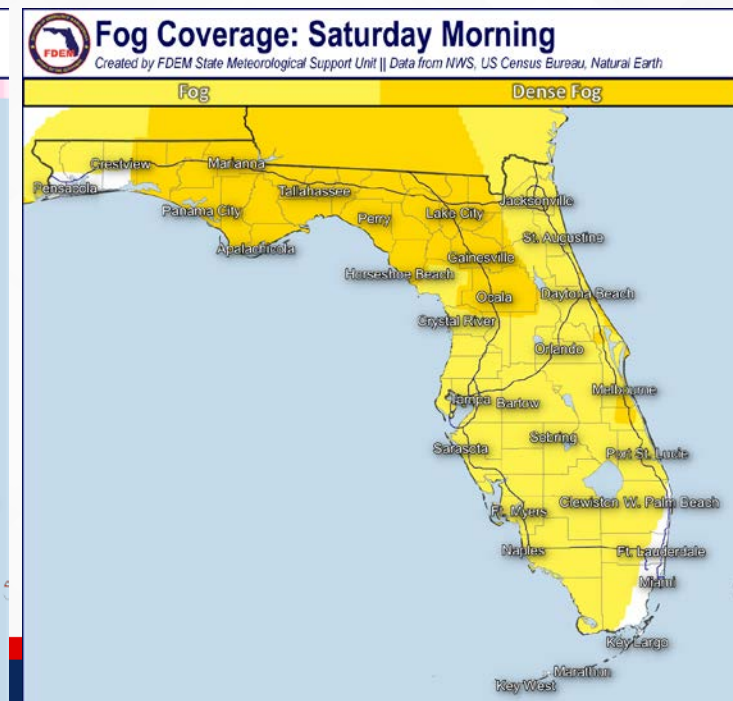 FDEM
Fog Coverage: Saturday Morning
Created by FDEM State Meteorological Support Unit || Data from NWS, US Census Bureau, Natural Earth
Fog Dense Fog
Crestview
Marianna
Pensacola
Tallahassee
Jacksonville
Panama City
Perry
Lake City
Apalachicola
St. Augustine
Gainesville
Horseshoe Beach
Ocala
Daytona Beach
Crystal River
Orlando
Melbourne
Tampa
Bartow
Sebring
Sarasota
Port St. Lucie
Clewiston
W. Palm Beach
Ft. Myers
Naples
Ft. Lauderdale
Miami
Key Largo
Marathon
Key West